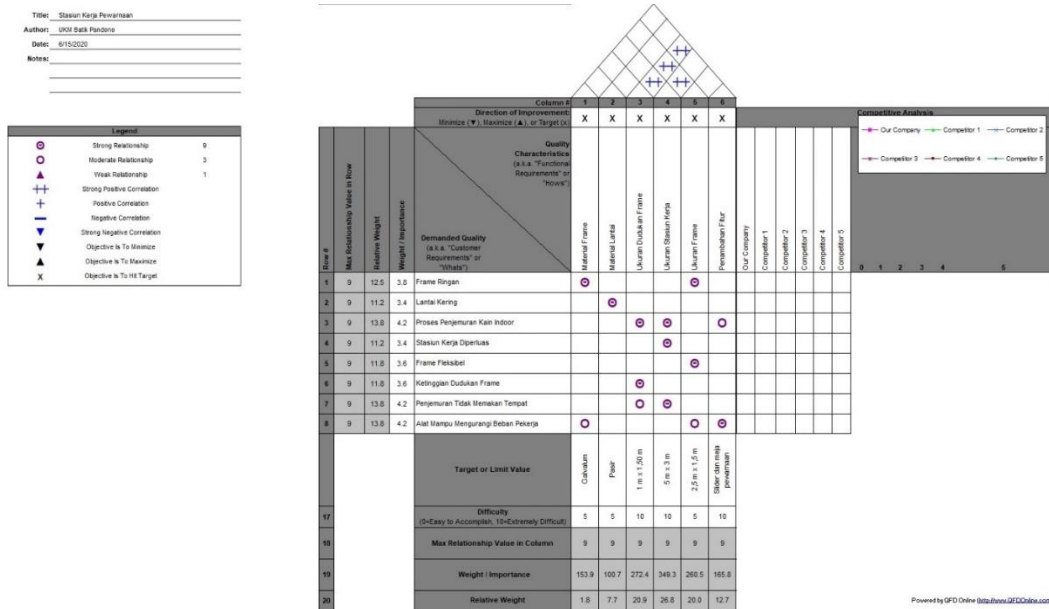 Title: Stasiun Kerja Pewarnaan
Author: UKM Batik Pandono
Date: 6/15/2020
Notes:
Legend
Strong Relationship 9
Moderate Relationship 3
Weak Relationship 1
Strong Positive Correlation
Positive Correlation
Negative Correlation
Strong Negative Correlation
Objective Is To Minimize
Objective Is To Maximize
X Objective Is To Hit Target
Column # 1 2 3 4 5 6
Direction of Improvement:
Minimize (▼), Maximize (▲), or Target (x)
X X X X X X
Row #
Max Relationship Value in Row
Relative Weight
Weight / Importance
Quality
Characteristics
(a.k.a. "Functional
Requirements" or
"Hows")
Demanded Quality
(a.k.a. "Customer
Requirements" or
"Whats")
Material Frame
Material Lantai
Ukuran Dudukan Frame
Ukuran Stasiun Kerja
Ukuran Frame
Penambahan Fitur
Our Company
Competitor 1
Competitor 2
Competitor 3
Competitor 4
Competitor 5
Competitive Analysis
Our Company Competitor 1 Competitor 2
Competitor 3 Competitor 4 Competitor 5
0 1 2 3 4 5
1 9 12.5 3.8 Frame Ringan
2 9 11.2 3.4 Lantai Kering
3 9 13.8 4.2 Proses Penjemuran Kain Indoor
4 9 11.2 3.4 Stasiun Kerja Diperluas
5 9 11.8 3.6 Frame Fleksibel
6 9 11.8 3.6 Ketinggian Dudukan Frame
7 9 13.8 4.2 Penjemuran Tidak Memakan Tempat
8 9 13.8 4.2 Alat Mampu Mengurangi Beban Pekerja
Target or Limit Value
Galvalum
Pasir
1 m x 1,50 m
5 m x 3 m
2,5 m x 1,5 m
Slider dan meja
pewarnaan
17 Difficulty
(0=Easy to Accomplish, 10=Extremely Difficult)
5 5 10 10 5 10
18 Max Relationship Value in Column 9 9 9 9 9 9
19 Weight / Importance 153.9 100.7 272.4 349.3 260.5 165.8
20 Relative Weight 1.8 7.7 20.9 26.8 20.0 12.7
Powered by QFD Online (http://www.QFDOnline.com